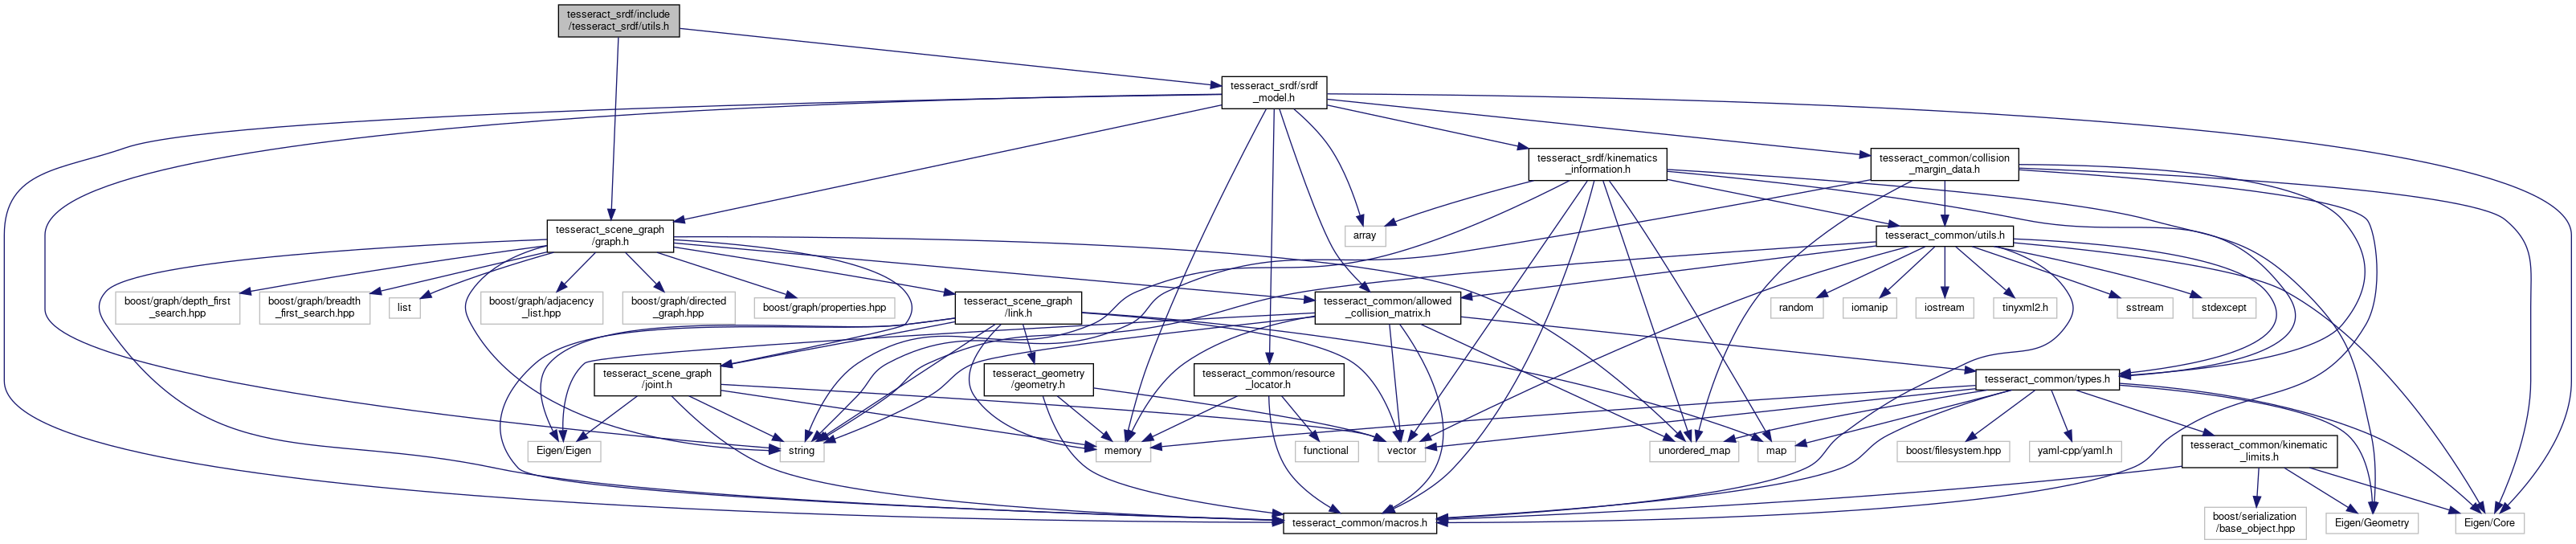 tesseract_srdf/include
/tesseract_srdf/utils.h
tesseract_srdf/srdf
_model.h
tesseract_srdf/kinematics
_information.h
tesseract_common/collision
_margin_data.h
tesseract_scene_graph
/graph.h
array
tesseract_common/utils.h
boost/graph/depth_first
_search.hpp
boost/graph/breadth
_first_search.hpp
list
boost/graph/adjacency
_list.hpp
boost/graph/directed
_graph.hpp
boost/graph/properties.hpp
tesseract_scene_graph
/link.h
tesseract_common/allowed
_collision_matrix.h
random
iomanip
iostream
tinyxml2.h
sstream
stdexcept
tesseract_scene_graph
/joint.h
tesseract_geometry
/geometry.h
tesseract_common/resource
_locator.h
tesseract_common/types.h
Eigen/Eigen
string
memory
functional
vector
unordered_map
map
boost/filesystem.hpp
yaml-cpp/yaml.h
tesseract_common/kinematic
_limits.h
tesseract_common/macros.h
boost/serialization
/base_object.hpp
Eigen/Geometry
Eigen/Core